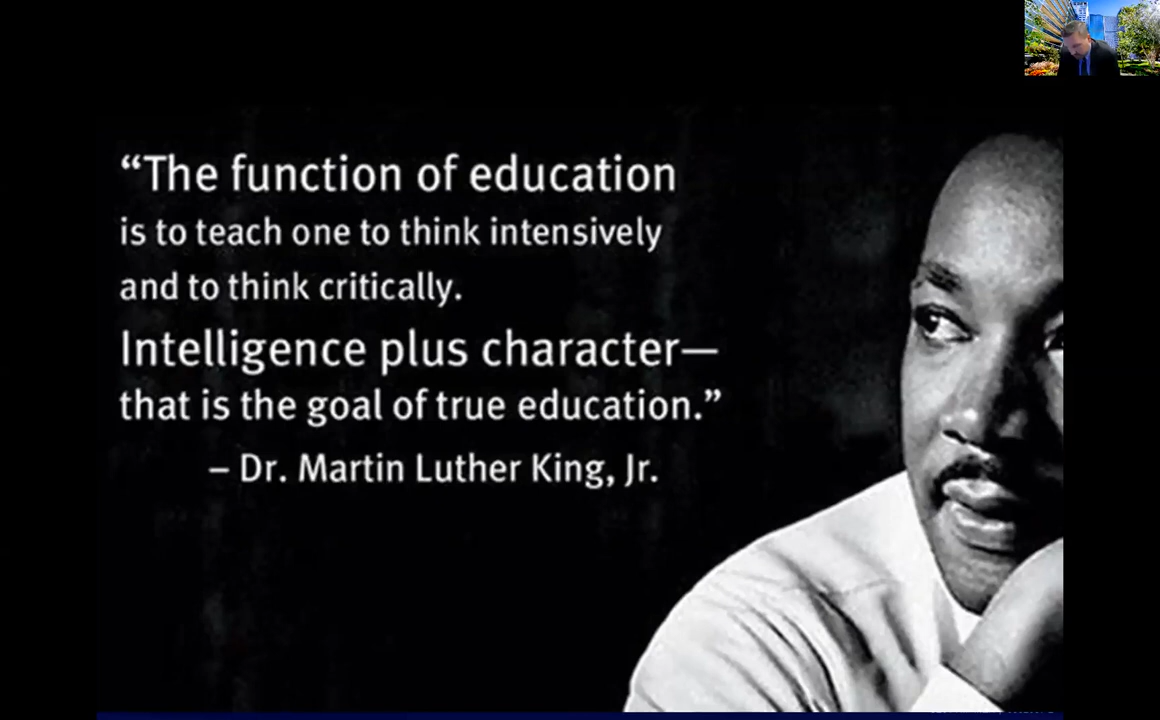 “The function of education
is to teach one to think intensively
and to think critically.
Intelligence plus character—
that is the goal of true education.”
– Dr. Martin Luther King, Jr.